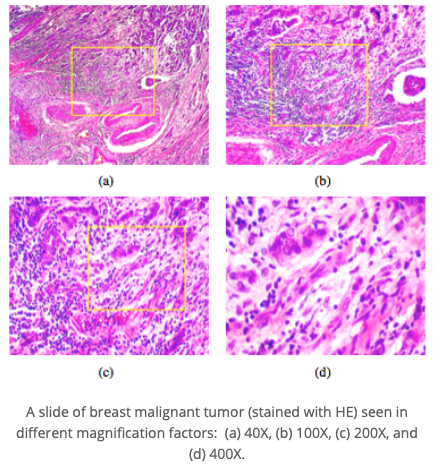 (a)
(b)
(c)
(d)
A slide of breast malignant tumor (stained with HE) seen in
different magnification factors: (a) 40X, (b) 100X, (c) 200X, and
(d) 400X.